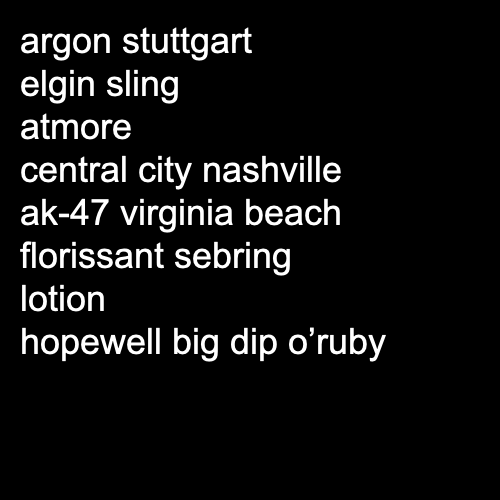 argon stuttgart
elgin sling
atmore
central city nashville
ak-47 virginia beach
florissant sebring
lotion
hopewell big dip o’ruby